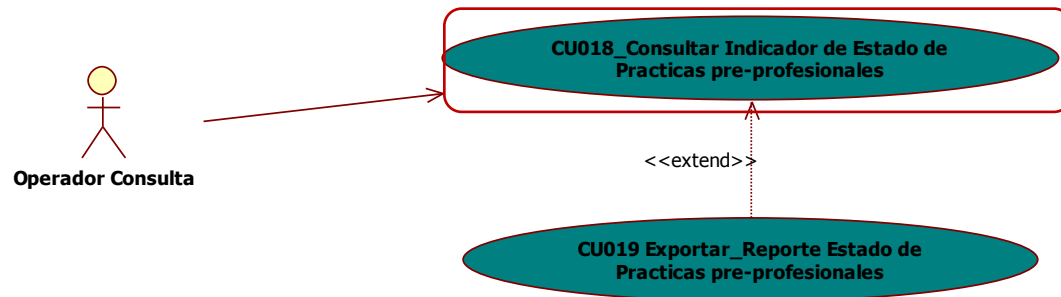 CU018_Consultar Indicador de Estado de
Practicas pre-profesionales
Operador Consulta
<<extend>>
CU019 Exportar_Reporte Estado de
Practicas pre-profesionales